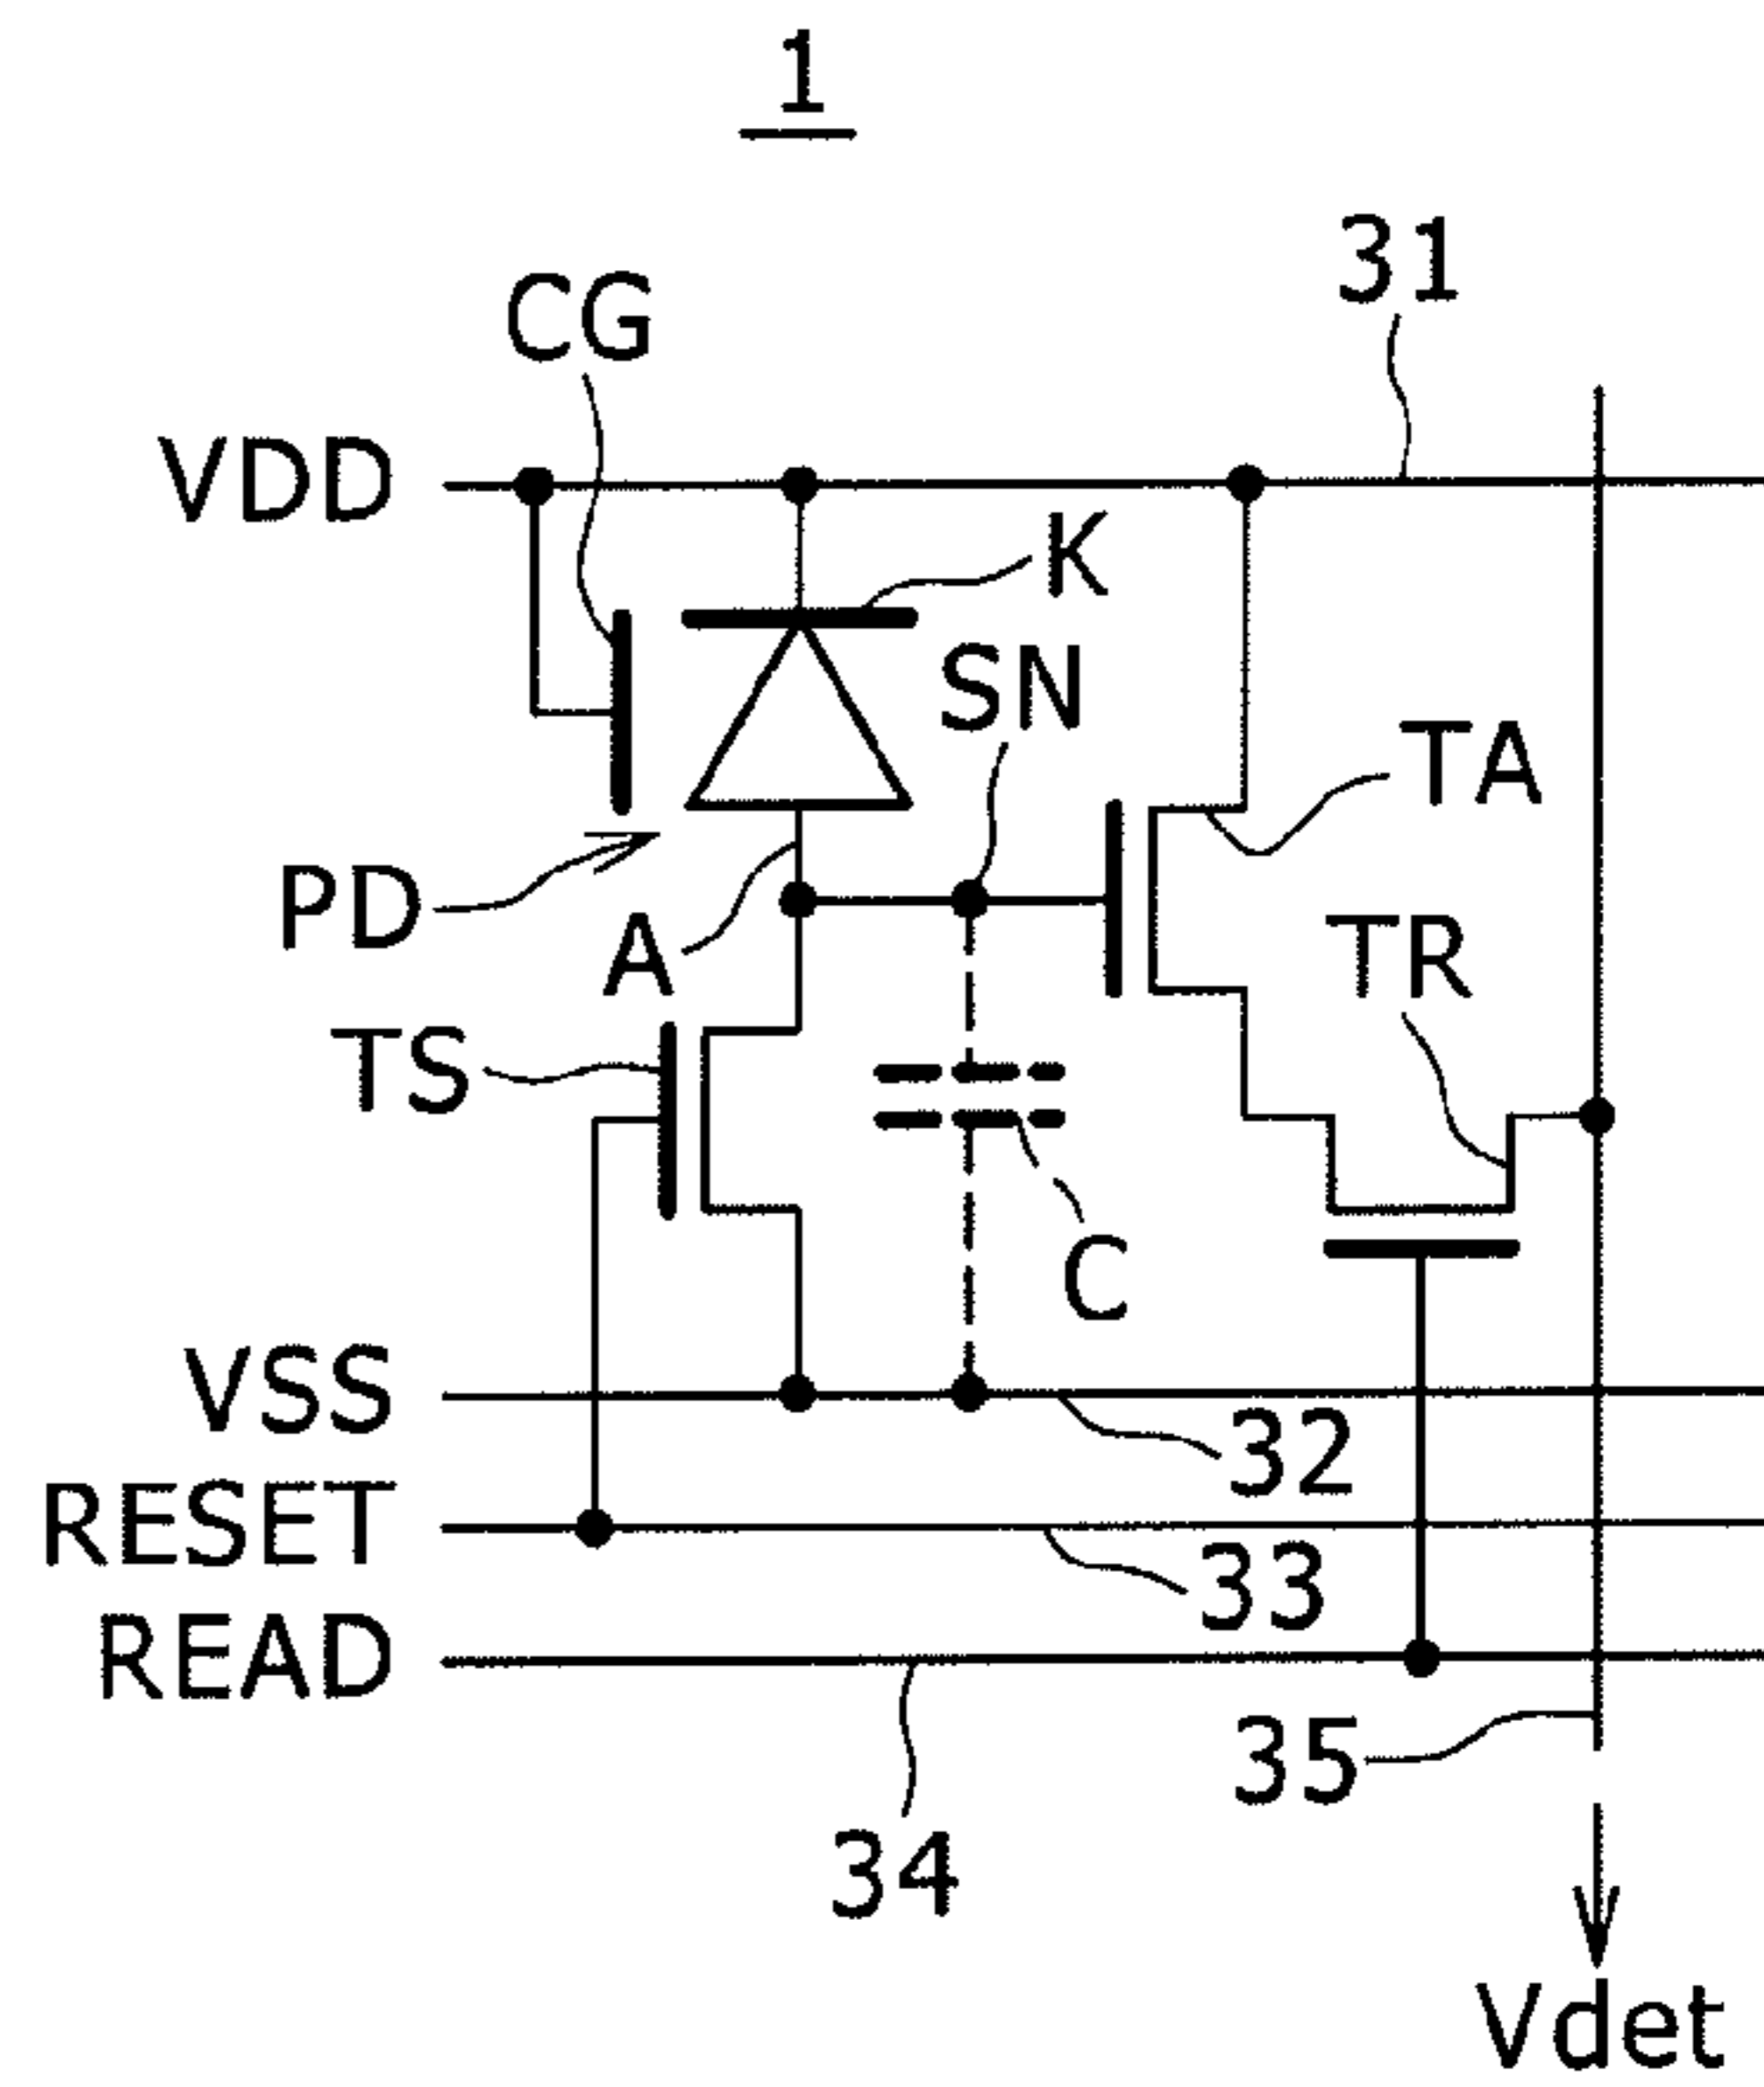 1
31
CG
VDD
K
SN
TA
PD
A
TR
TS
C
VSS
32
RESET
33
READ
35
34
Vdet